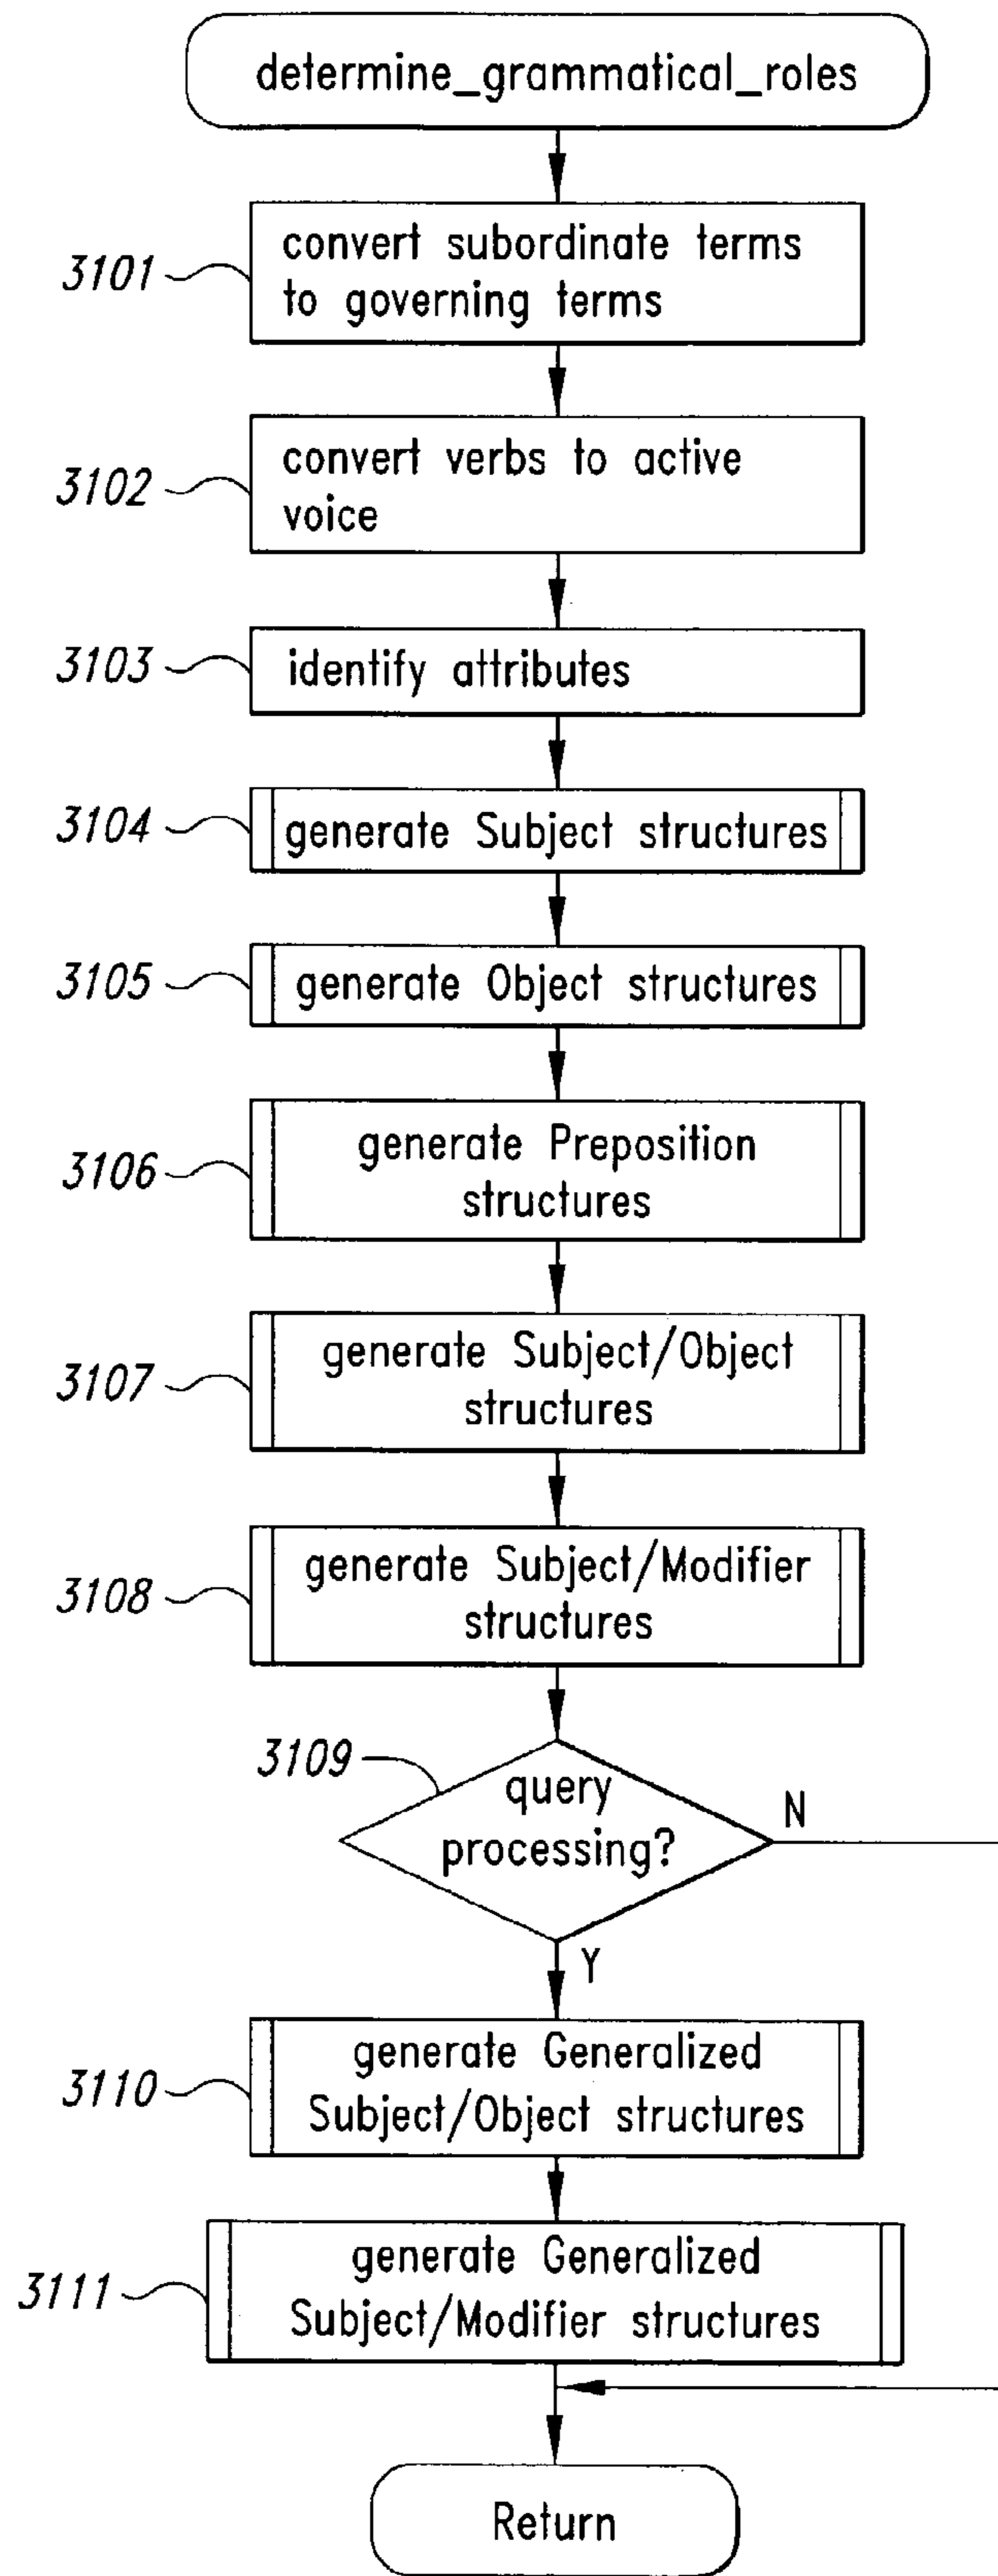 determine_grammatical_roles
3101
convert subordinate terms
to governing terms
3102
convert verbs to active
voice
3103
identify attributes
3104
generate Subject structures
3105
generate Object structures
3106
generate Preposition
structures
3107
generate Subject/Object
structures
3108
generate Subject/Modifier
structures
3109
query
processing?
N
Y
3110
generate Generalized
Subject/Object structures
3111
generate Generalized
Subject/Modifier structures
Return